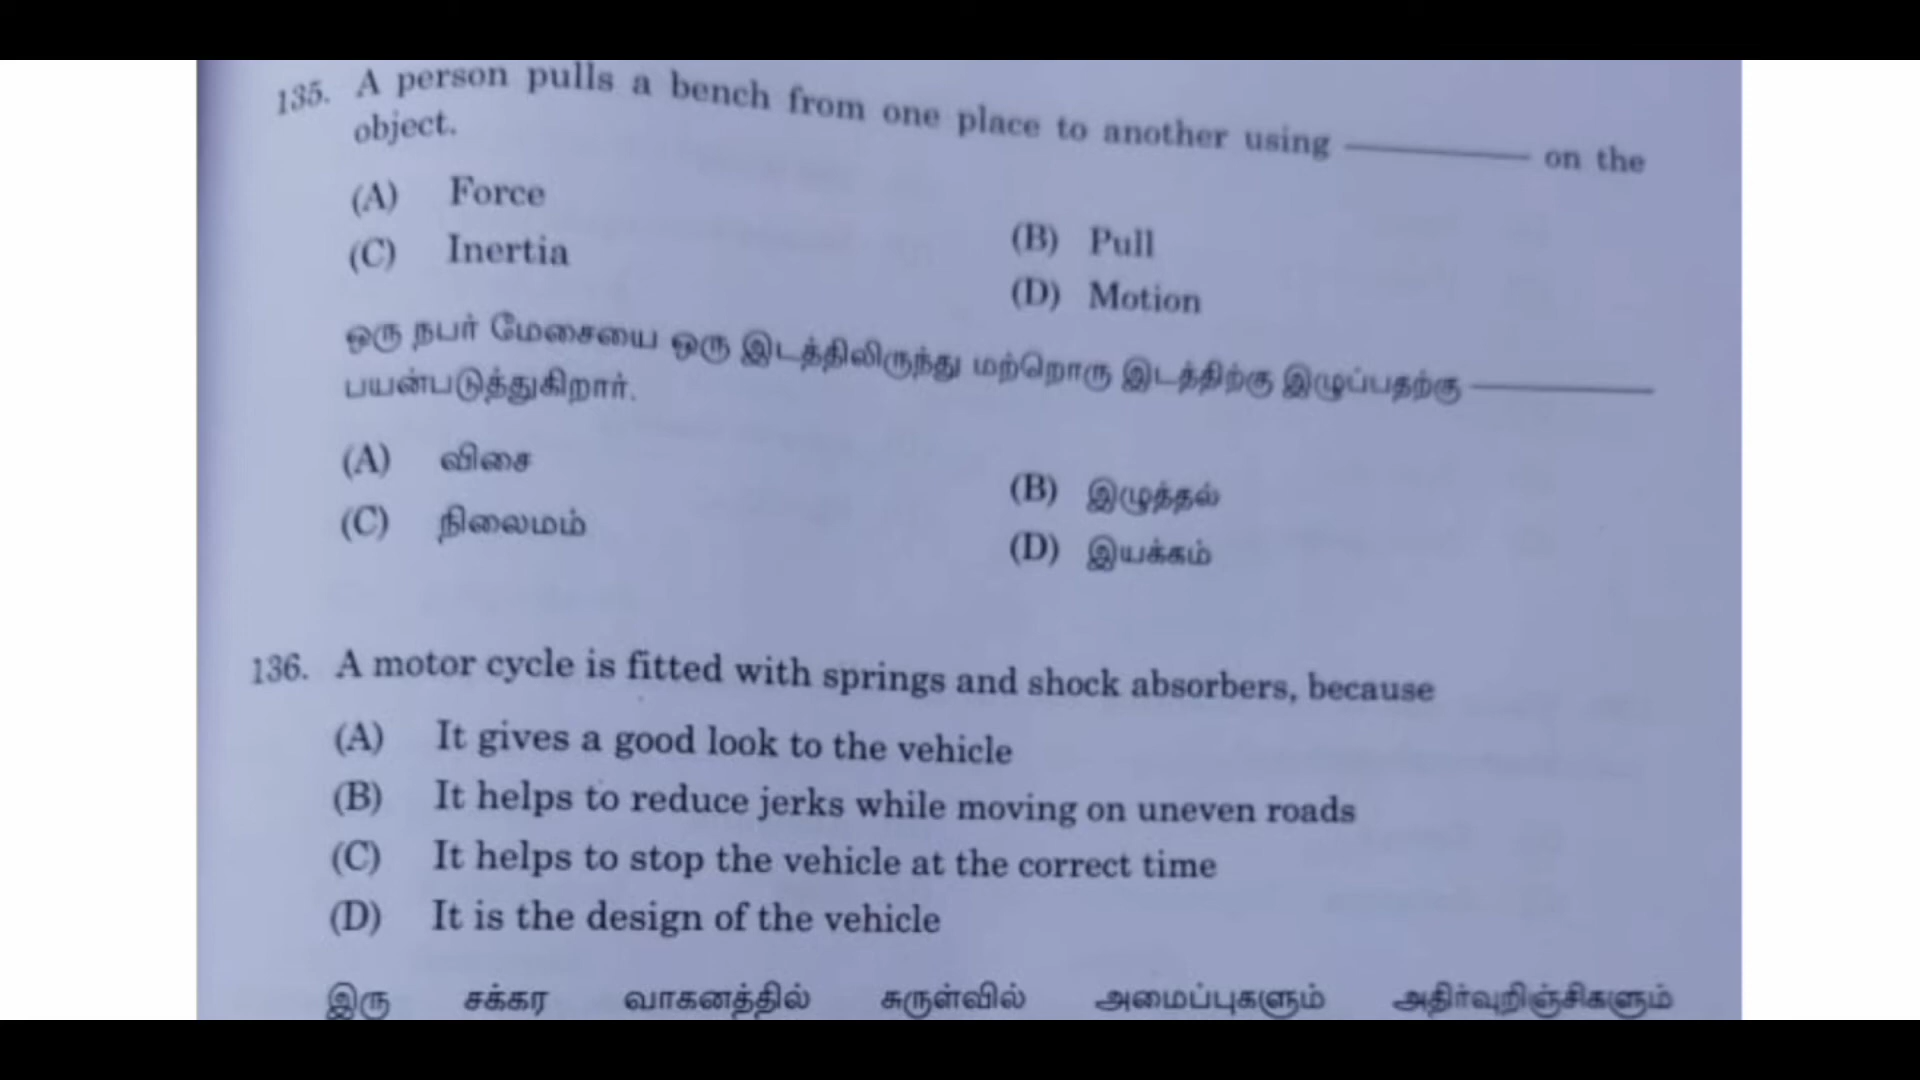 135. A person pulls a bench from one place to another using ———— on the
object.
(A) Force
(B) Pull
(C) Inertia
(D) Motion
ஒரு நபர் மேசையை ஒரு இடத்திலிருந்து மற்றொரு இடத்திற்கு இழுப்பதற்கு ————
பயன்படுத்துகிறார்.
(A) விசை
(B) இழுத்தல்
(C) நிலைமம்
(D) இயக்கம்
136. A motor cycle is fitted with springs and shock absorbers, because
(A) It gives a good look to the vehicle
(B) It helps to reduce jerks while moving on uneven roads
(C) It helps to stop the vehicle at the correct time
(D) It is the design of the vehicle
இரு சக்கர வாகனத்தில் சுருள்வில் அமைப்புகளும் அதிர்வுறிஞ்சிகளும்